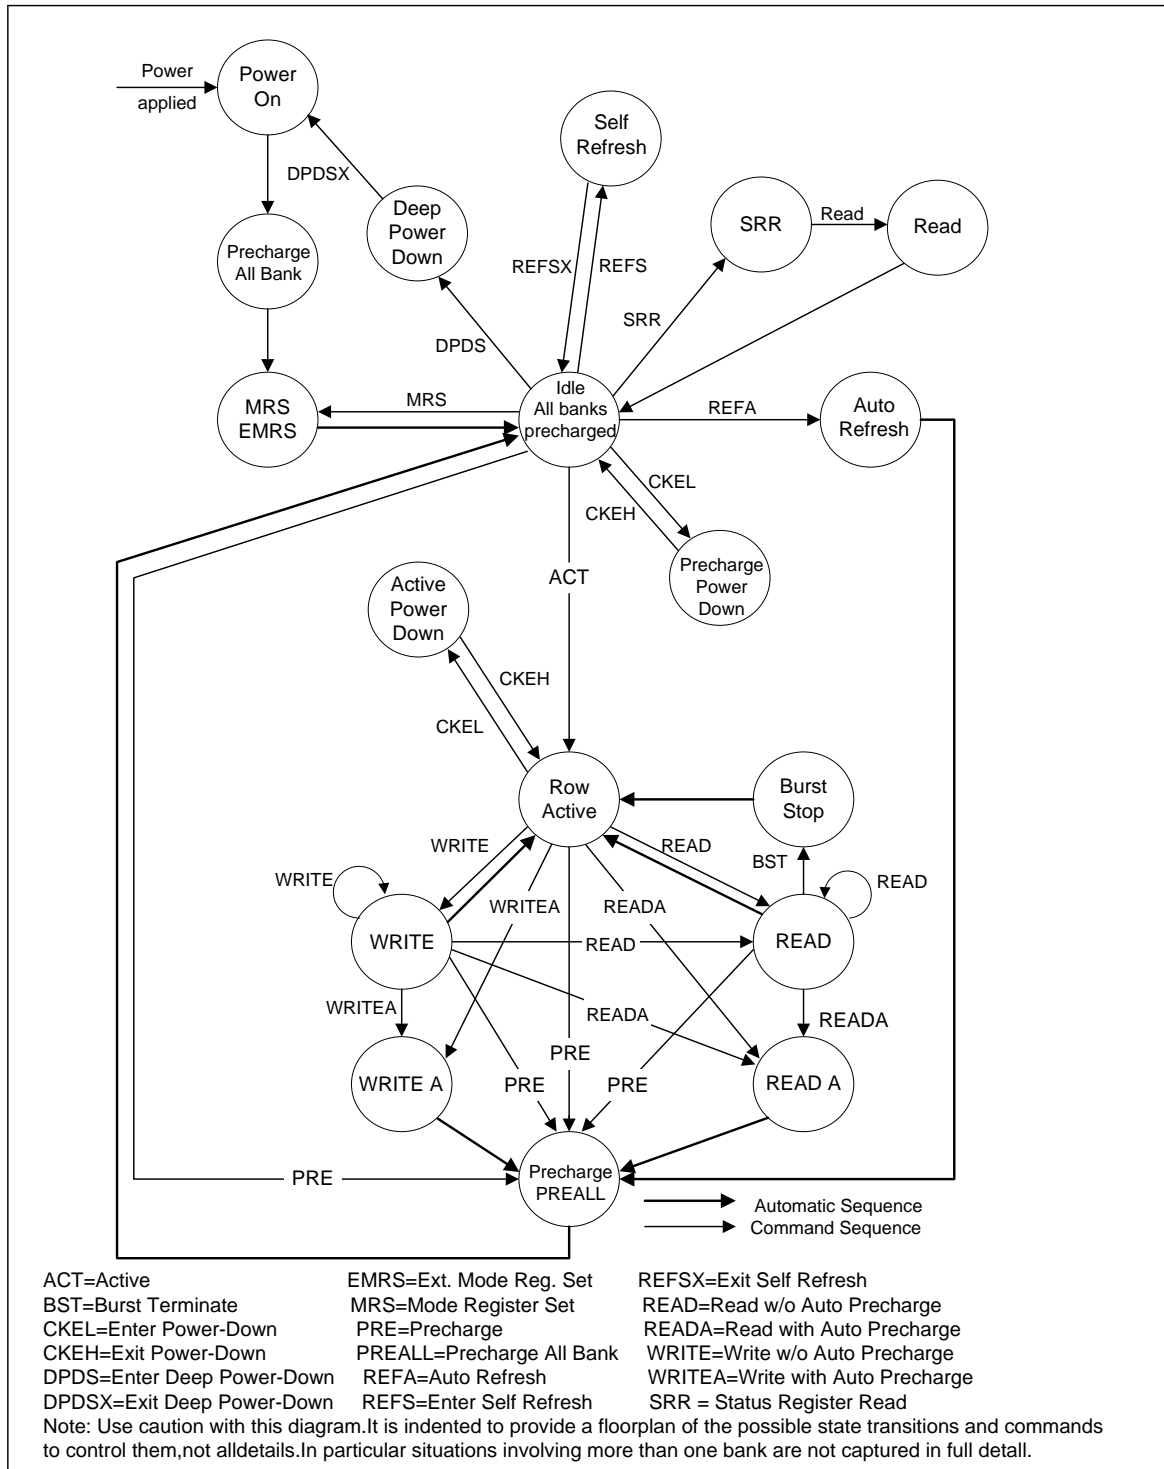 Power
applied
Power
On
Self
Refresh
DPDSX
Deep
Power
Down
SRR
Read
Read
Precharge
All Bank
REFSX
REFS
SRR
DPDS
MRS
EMRS
MRS
Idle
All banks
precharged
REFA
Auto
Refresh
CKEL
CKEH
ACT
Precharge
Power
Down
Active
Power
Down
CKEH
CKEL
Row
Active
Burst
Stop
WRITE
READ
BST
WRITE
READ
WRITEA
READA
WRITE
READ
READ
WRITEA
READA
READA
PRE
WRITE A
PRE
PRE
READ A
PRE
Precharge
PREALL
Automatic Sequence
Command Sequence
ACT=Active EMRS=Ext. Mode Reg. Set REFSX=Exit Self Refresh
BST=Burst Terminate MRS=Mode Register Set READ=Read w/o Auto Precharge
CKEL=Enter Power-Down PRE=Precharge READA=Read with Auto Precharge
CKEH=Exit Power-Down PREALL=Precharge All Bank WRITE=Write w/o Auto Precharge
DPDS=Enter Deep Power-Down REFA=Auto Refresh WRITEA=Write with Auto Precharge
DPDSX=Exit Deep Power-Down REFS=Enter Self Refresh SRR = Status Register Read
Note: Use caution with this diagram.It is indented to provide a floorplan of the possible state transitions and commands
to control them,not alldetails.In particular situations involving more than one bank are not captured in full detall.